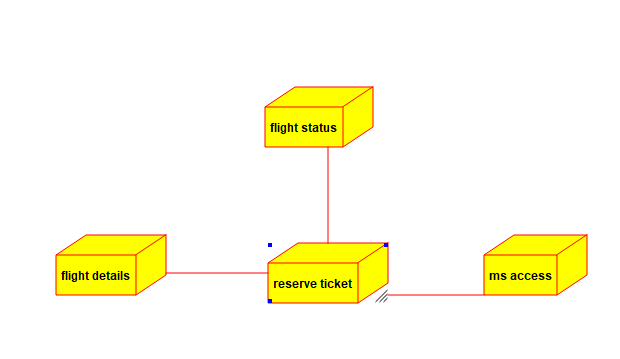 flight status
flight details
reserve ticket
ms access